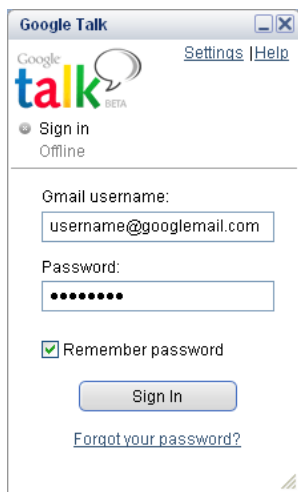 Google Talk
Settings | Help
Google
talk
BETA
Sign in
Offline
Gmail username:
username@googlemail.com
Password:
••••••••
Remember password
Sign In
Forgot your password?